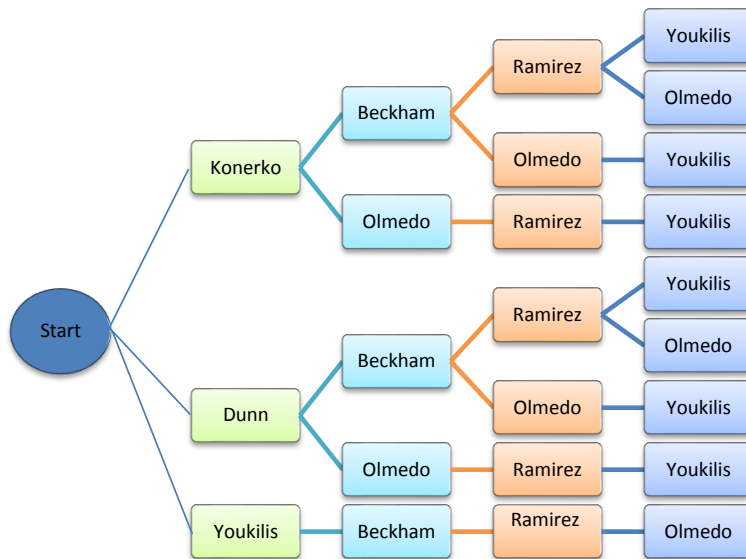 Youkilis
Ramirez
Olmedo
Beckham
Olmedo
Youkilis
Konerko
Olmedo
Ramirez
Youkilis
Start
Youkilis
Ramirez
Olmedo
Beckham
Olmedo
Youkilis
Dunn
Olmedo
Ramirez
Youkilis
Youkilis
Beckham
Ramirez
Olmedo